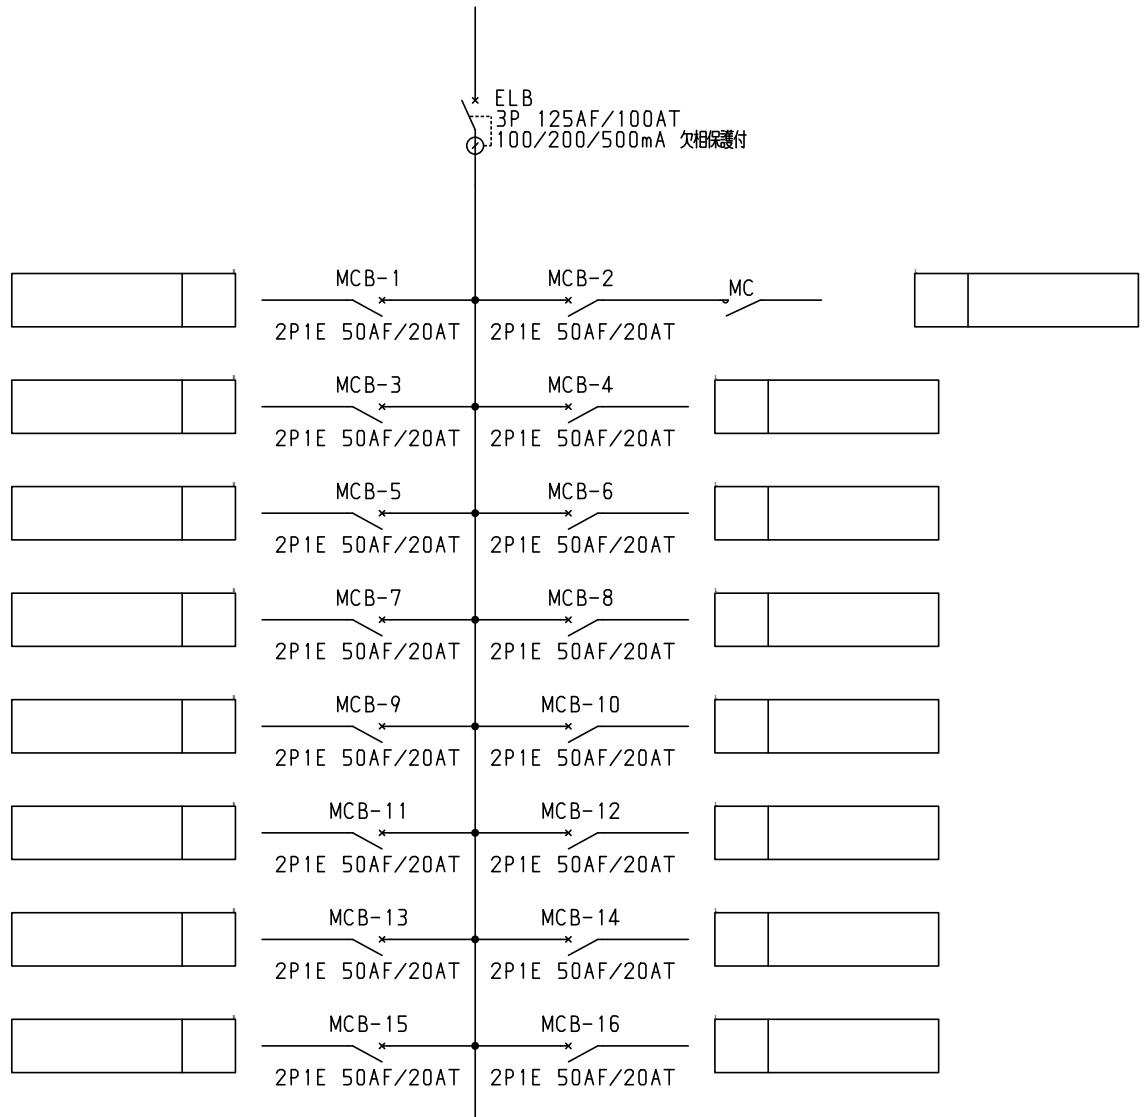 ELB
3P 125AF/100AT
100/200/500mA 欠相保護付
MCB-1
MCB-2
MC
2P1E 50AF/20AT
2P1E 50AF/20AT
MCB-3
MCB-4
2P1E 50AF/20AT
2P1E 50AF/20AT
MCB-5
MCB-6
2P1E 50AF/20AT
2P1E 50AF/20AT
MCB-7
MCB-8
2P1E 50AF/20AT
2P1E 50AF/20AT
MCB-9
MCB-10
2P1E 50AF/20AT
2P1E 50AF/20AT
MCB-11
MCB-12
2P1E 50AF/20AT
2P1E 50AF/20AT
MCB-13
MCB-14
2P1E 50AF/20AT
2P1E 50AF/20AT
MCB-15
MCB-16
2P1E 50AF/20AT
2P1E 50AF/20AT